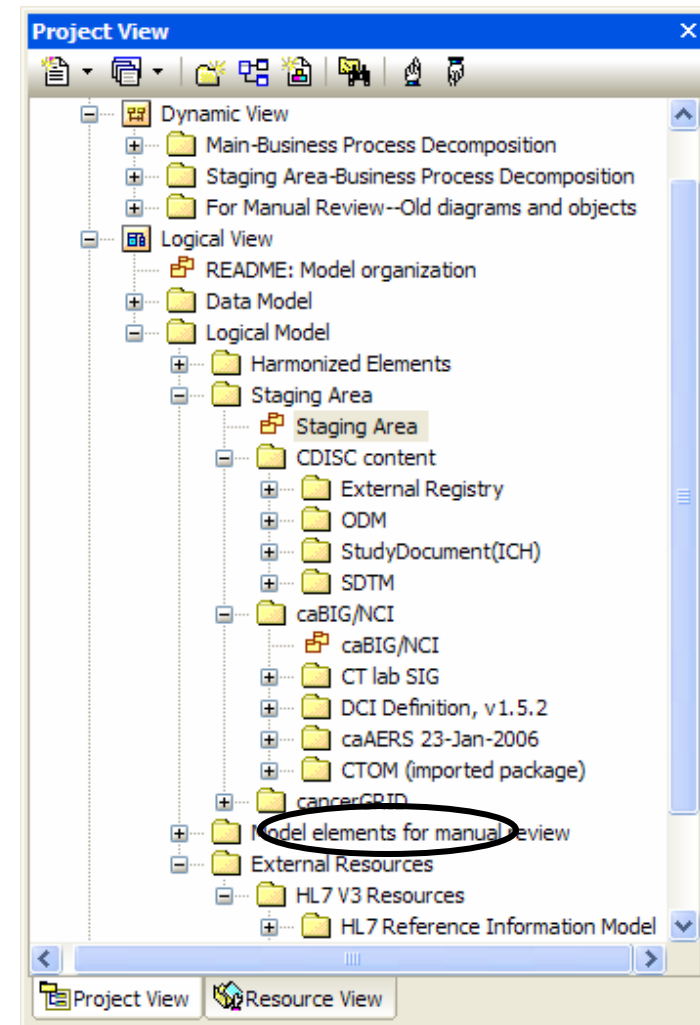 Project View
Dynamic View
Main-Business Process Decomposition
Staging Area-Business Process Decomposition
For Manual Review--Old diagrams and objects
Logical View
README: Model organization
Data Model
Logical Model
Harmonized Elements
Staging Area
Staging Area
CDISC content
External Registry
ODM
StudyDocument(ICH)
SDTM
caBIG/NCI
caBIG/NCI
CT lab SIG
DCI Definition, v1.5.2
caAERS 23-Jan-2006
CTOM (imported package)
cancerGRID
Model elements for manual review
External Resources
HL7 V3 Resources
HL7 Reference Information Model
Project View Resource View